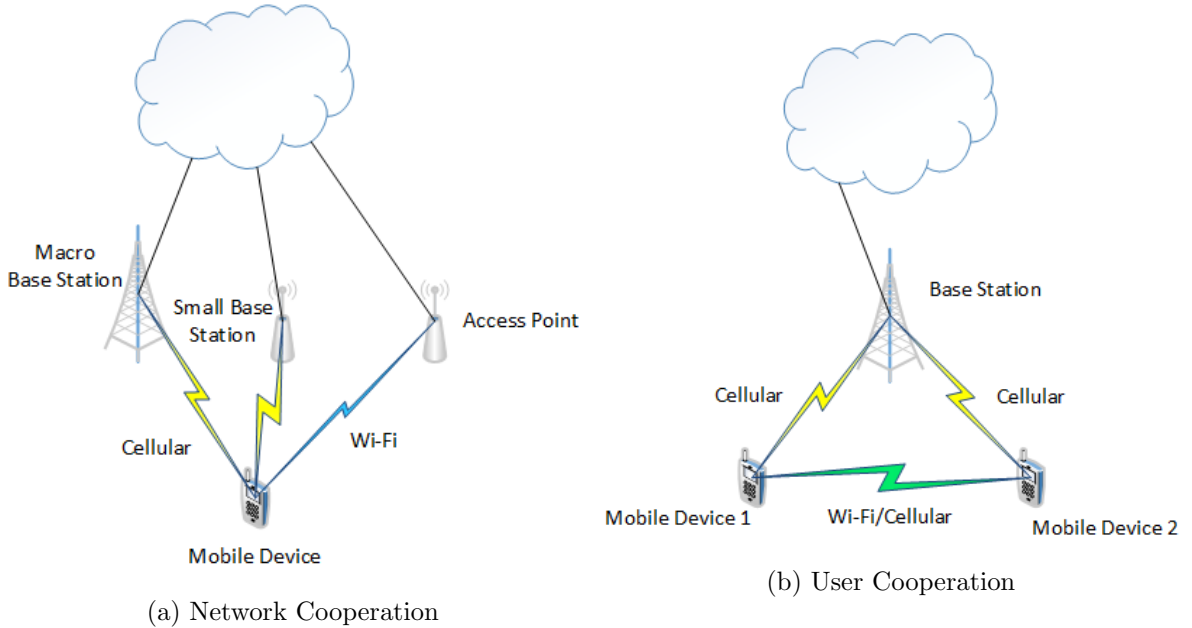 Macro
Base Station
Small Base
Station
Access Point
Cellular
Wi-Fi
Mobile Device
(a) Network Cooperation
Base Station
Cellular
Cellular
Mobile Device 1
Wi-Fi/Cellular
Mobile Device 2
(b) User Cooperation